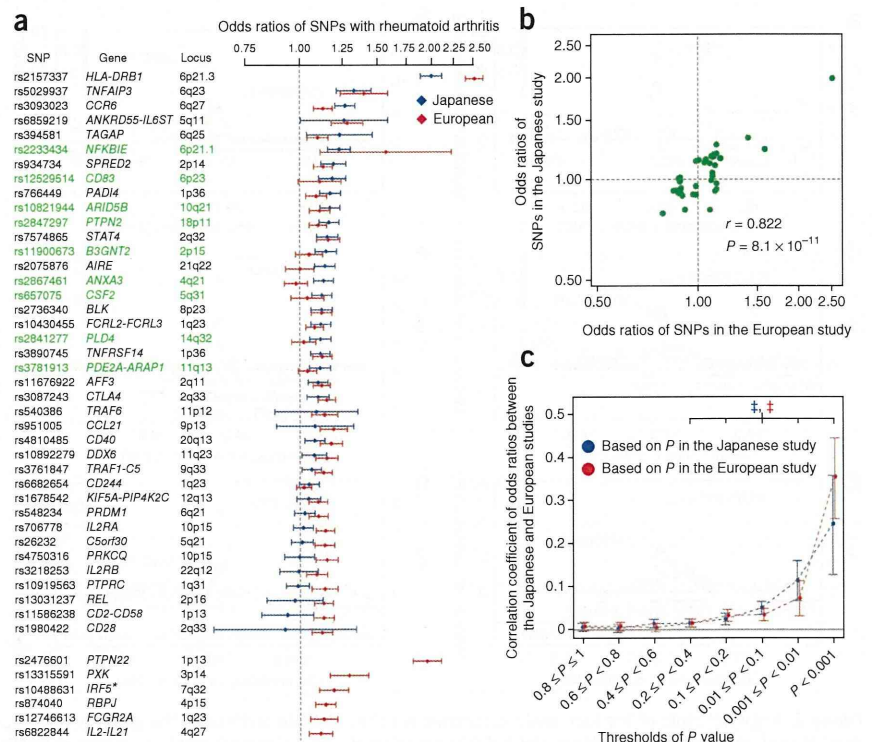 a
Odds ratios of SNPs with rheumatoid arthritis
0.75 1.00 1.25 1.50 1.75 2.00 2.25 2.50
SNP Gene Locus
rs2157337 HLA-DRB1 6p21.3
rs5029937 TNFAIP3 6q23
rs3093023 CCR6 6q27
rs6859219 ANKRD55-IL6ST 5q11
rs394581 TAGAP 6q25
rs2233434 NFKBIE 6p21.1
rs934734 SPRED2 2p14
rs12529514 CD83 6p23
rs766449 PADI4 1p36
rs10821944 ARID5B 10q21
rs2847297 PTPN2 18p11
rs7574865 STAT4 2q32
rs11900673 B3GNT2 2p15
rs2075876 AIRE 21q22
rs2867461 ANXA3 4q21
rs657075 CSF2 5q31
rs2736340 BLK 8p23
rs10430455 FCRL2-FCRL3 1q23
rs2841277 PLD4 14q32
rs3890745 TNFRSF14 1p36
rs3781913 PDE2A-ARAP1 11q13
rs11676922 AFF3 2q11
rs3087243 CTLA4 2q33
rs540386 TRAF6 11p12
rs951005 CCL21 9p13
rs4810485 CD40 20q13
rs10892279 DDX6 11q23
rs3761847 TRAF1-C5 9q33
rs6682654 CD244 1q23
rs1678542 KIF5A-PIP4K2C 12q13
rs548234 PRDM1 6q21
rs706778 IL2RA 10p15
rs26232 C5orf30 5q21
rs4750316 PRKCQ 10p15
rs3218253 IL2RB 22q12
rs10919563 PTPRC 1q31
rs13031237 REL 2p16
rs11586238 CD2-CD58 1p13
rs1980422 CD28 2q33
rs2476601 PTPN22 1p13
rs13315591 PXK 3p14
rs10488631 IRF5* 7q32
rs874040 RBPJ 4p15
rs12746613 FCGR2A 1q23
rs6822844 IL2-IL21 4q27
Japanese
European
b
Odds ratios of
SNPs in the Japanese study
2.50
2.00
1.50
1.00
0.50
r = 0.822
P = 8.1 × 10⁻¹¹
0.50 1.00 1.50 2.00 2.50
Odds ratios of SNPs in the European study
c
Correlation coefficient of odds ratios between
the Japanese and European studies
0.5
0.4
0.3
0.2
0.1
0
‡, ‡
Based on P in the Japanese study
Based on P in the European study
0.8 ≤ P ≤ 1
0.6 ≤ P < 0.8
0.4 ≤ P < 0.6
0.2 ≤ P < 0.4
0.1 ≤ P < 0.2
0.01 ≤ P < 0.1
0.001 ≤ P < 0.01
P < 0.001
Thresholds of P value